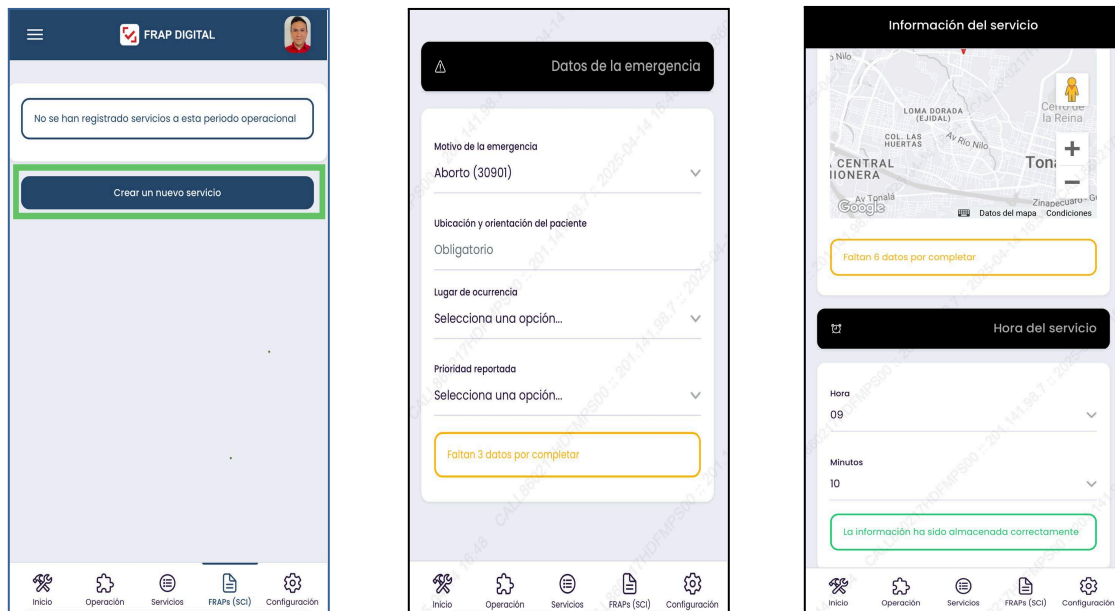 FRAP DIGITAL
No se han registrado servicios a esta periodo operacional
Crear un nuevo servicio
Inicio
Operación
Servicios
FRAPs (SCI)
Configuración
Datos de la emergencia
Motivo de la emergencia
Aborto (30901)
Ubicación y orientación del paciente
Obligatorio
Lugar de ocurrencia
Selecciona una opción...
Prioridad reportada
Selecciona una opción...
Faltan 3 datos por completar
Inicio
Operación
Servicios
FRAPs (SCI)
Configuración
Información del servicio
Nilo
LOMA DORADA
(EJIDAL)
Cerro de
la Reina
COL. LAS
HUERTAS
Av Río Nilo
CENTRAL
Av Tonalá
Google
Datos del mapa
Condiciones
Faltan 6 datos por completar
Hora del servicio
Hora
09
Minutos
10
La información ha sido almacenada correctamente
Inicio
Operación
Servicios
FRAPs (SCI)
Configuración